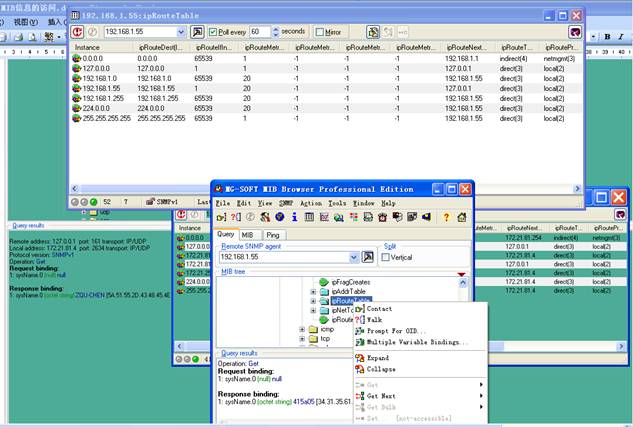 MIB信息的访问.d
视图(V) 插入(I)
192.168.1.55::ipRouteTable
192.168.1.55 Poll every 60 seconds Mirror
Instance ipRouteDest(I... ipRouteIfIn... ipRouteMetr... ipRouteMetr... ipRouteMetr... ipRouteMetr... ipRouteNext... ipRouteT... ipRoutePr...
0.0.0.0 0.0.0.0 65539 1 -1 -1 -1 192.168.1.1 indirect(4) netmgmt(3)
127.0.0.0 127.0.0.0 1 1 -1 -1 -1 127.0.0.1 direct(3) local(2)
192.168.1.0 192.168.1.0 65539 20 -1 -1 -1 192.168.1.55 direct(3) local(2)
192.168.1.55 192.168.1.55 1 20 -1 -1 -1 127.0.0.1 direct(3) local(2)
192.168.1.255 192.168.1.255 65539 20 -1 -1 -1 192.168.1.55 direct(3) local(2)
224.0.0.0 224.0.0.0 65539 20 -1 -1 -1 192.168.1.55 direct(3) local(2)
255.255.255.255 255.255.255.255 65539 1 -1 -1 -1 192.168.1.55 direct(3) local(2)
52 7 SNMPv1 Last
udp
Query results
Remote address: 127.0.0.1 port: 161 transport: IP/UDP
Local address: 172.21.81.4 port: 2634 transport: IP/UDP
Protocol version: SNMPv1
Operation: Get
Request binding:
1: sysName.0 (null) null
Response binding:
1: sysName.0 (octet string) ZQU-CHEN [5A.51.55.2D.43.48.45.4E
Instance
0.0.0.0
127.0.0.0
172.21.81
172.21.8
172.21.81
224.0.0.0
255.255
ipRouteNext... ipRouteT... ipRoutePr...
172.21.81.254 indirect(4) netmgmt(3)
127.0.0.1 direct(3) local(2)
172.21.81.4 direct(3) local(2)
127.0.0.1 direct(3) local(2)
172.21.81.4 direct(3) local(2)
172.21.81.4 direct(3) local(2)
172.21.81.4 direct(3) local(2)
MG-SOFT MIB Browser Professional Edition
File Edit View SNMP Action Tools Window Help
Query MIB Ping
Remote SNMP agent Split
192.168.1.55 Vertical
MIB tree
ipFragCreates
ipAddrTable
ipRouteTable
ipNetTo
ipRoute
icmp
tcp
Contact
Walk
Prompt For OID...
Multiple Variable Bindings...
Expand
Collapse
Get
Get Next
Get Bulk
Set (not-accessible)
Query results
Operation: Get
Request binding:
1: sysName.0 (null) null
Response binding:
1: sysName.0 (octet string) 415a05 [34.31.35.61